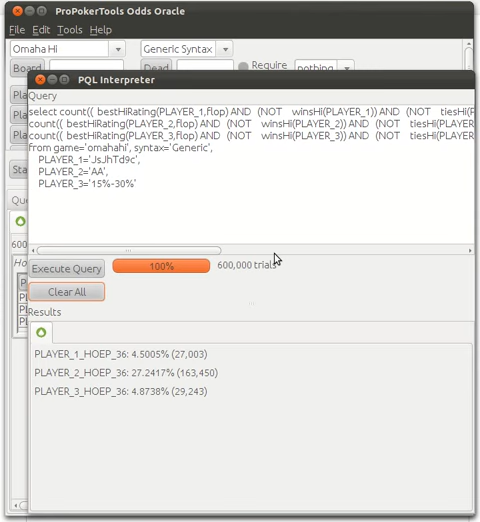 ProPokerTools Odds Oracle
File Edit Tools Help
Omaha Hi Generic Syntax
Board Dead Require nothing
PQL Interpreter
Query
select count(( bestHiRating(PLAYER_1,flop) AND (NOT winsHi(PLAYER_1)) AND (NOT tiesHi(PLAYER
count(( bestHiRating(PLAYER_2,flop) AND (NOT winsHi(PLAYER_2)) AND (NOT tiesHi(PLAYER
count(( bestHiRating(PLAYER_3,flop) AND (NOT winsHi(PLAYER_3)) AND (NOT tiesHi(PLAYER
from game='omahahi', syntax='Generic',
PLAYER_1='JsJhTd9c',
PLAYER_2='AA',
PLAYER_3='15%-30%'
Execute Query 100% 600,000 trials
Clear All
Results
PLAYER_1_HOEP_36: 4.5005% (27,003)
PLAYER_2_HOEP_36: 27.2417% (163,450)
PLAYER_3_HOEP_36: 4.8738% (29,243)